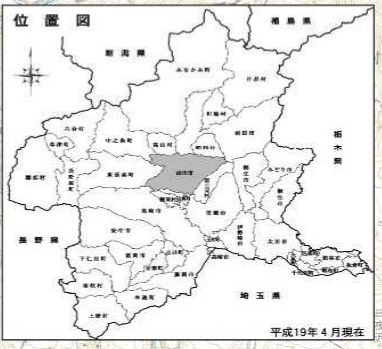 位置図
福島県
新潟県
みなかみ町
片品村
川場村
沼田市
栃木県
六合村
中之条町
高山村
昭和村
草津町
嬬恋村
長野原町
東吾妻町
渋川市
桐生市
みどり市
桐生市
高崎市
前橋市
安中市
伊勢崎市
太田市
長野県
下仁田町
富岡市
高崎市
甘楽町
藤岡市
南牧村
神流町
上野村
埼玉県
平成19年4月現在